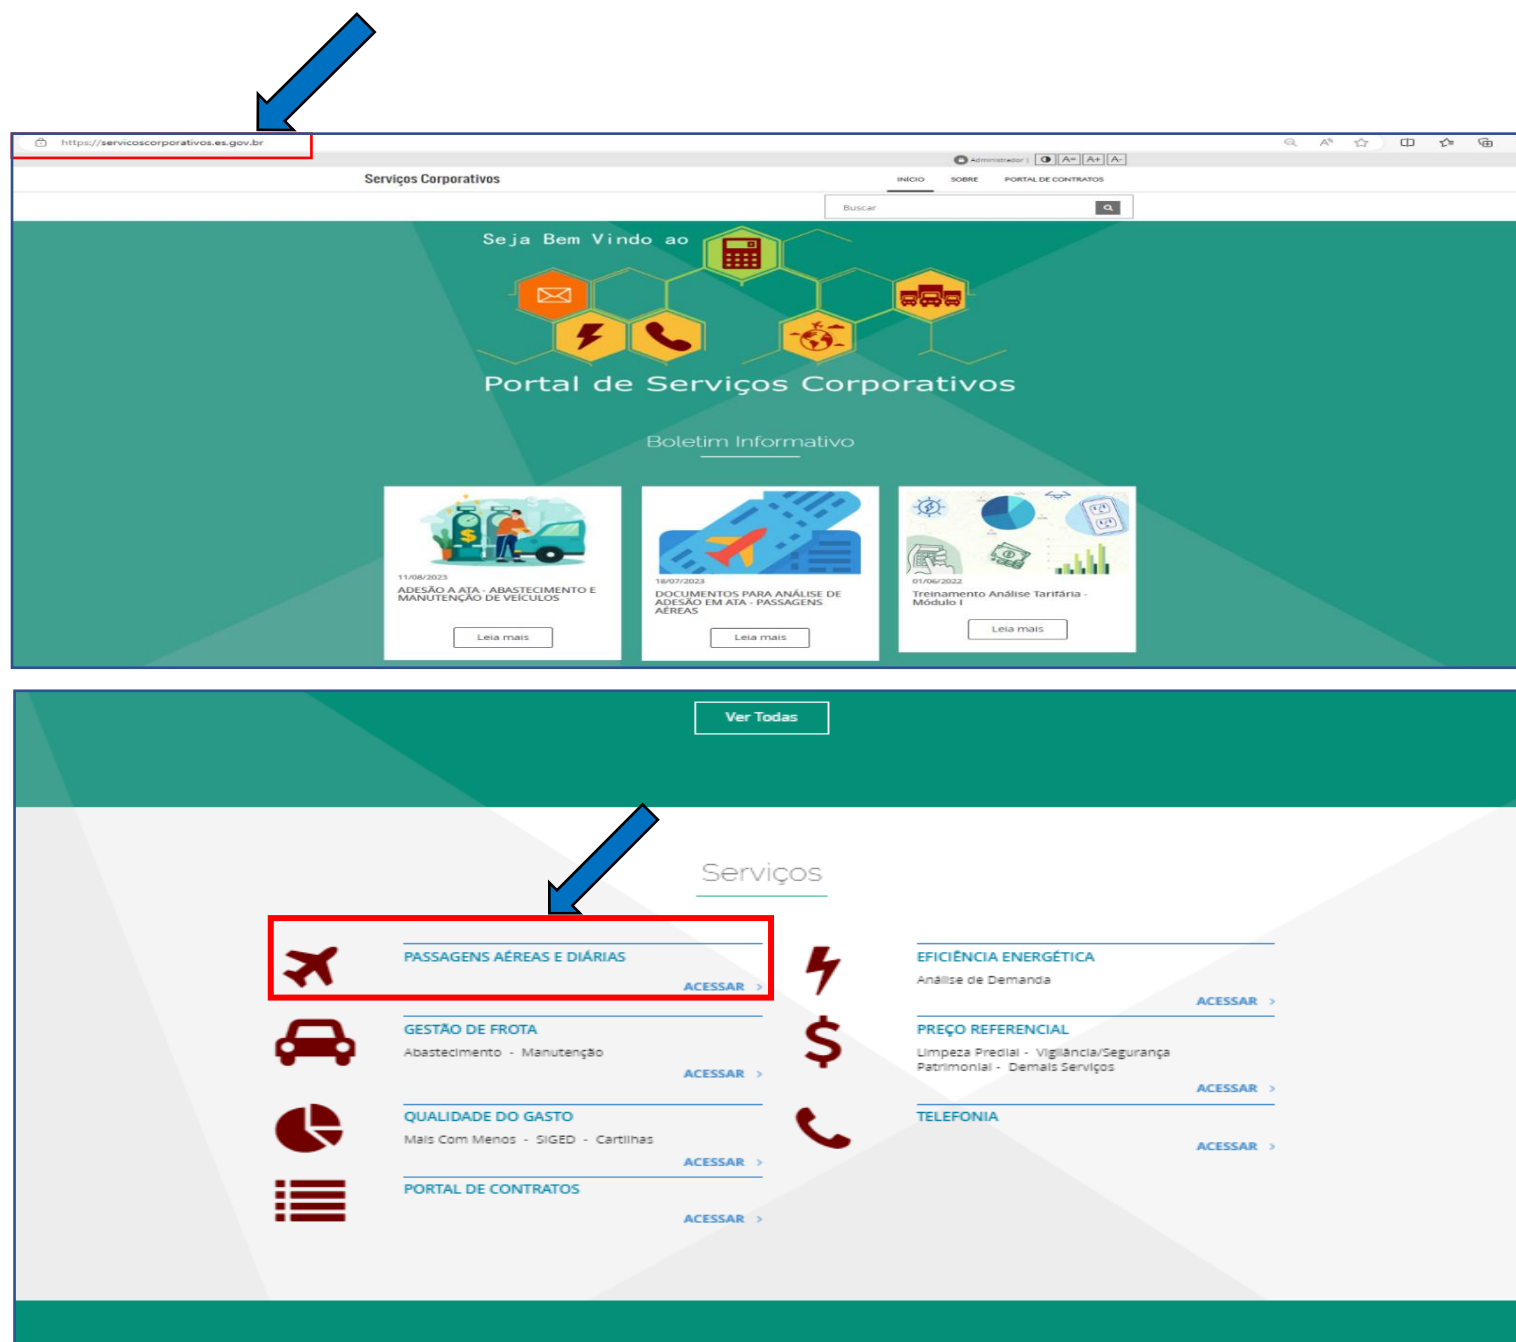 https://servicoscorporativos.es.gov.br
Administrador | A= A+ A-
Serviços Corporativos
INÍCIO SOBRE PORTAL DE CONTRATOS
Buscar
Seja Bem Vindo ao
Portal de Serviços Corporativos
Boletim Informativo
11/08/2023
ADESÃO A ATA - ABASTECIMENTO E
MANUTENÇÃO DE VEÍCULOS
Leia mais
18/07/2023
DOCUMENTOS PARA ANÁLISE DE
ADESÃO EM ATA - PASSAGENS
AÉREAS
Leia mais
01/06/2022
Treinamento Análise Tarifária -
Módulo I
Leia mais
Ver Todas
Serviços
PASSAGENS AÉREAS E DIÁRIAS
ACESSAR >
GESTÃO DE FROTA
Abastecimento - Manutenção
ACESSAR >
QUALIDADE DO GASTO
Mais Com Menos - SIGED - Cartilhas
ACESSAR >
PORTAL DE CONTRATOS
ACESSAR >
EFICIÊNCIA ENERGÉTICA
Análise de Demanda
ACESSAR >
PREÇO REFERENCIAL
Limpeza Predial - Vigilância/Segurança
Patrimonial - Demais Serviços
ACESSAR >
TELEFONIA
ACESSAR >